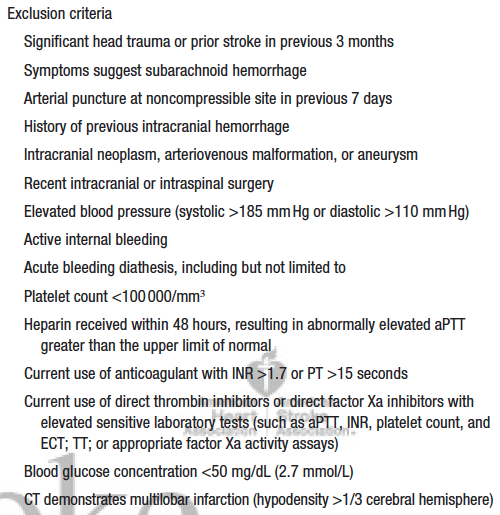 Exclusion criteria
Significant head trauma or prior stroke in previous 3 months
Symptoms suggest subarachnoid hemorrhage
Arterial puncture at noncompressible site in previous 7 days
History of previous intracranial hemorrhage
Intracranial neoplasm, arteriovenous malformation, or aneurysm
Recent intracranial or intraspinal surgery
Elevated blood pressure (systolic >185 mm Hg or diastolic >110 mm Hg)
Active internal bleeding
Acute bleeding diathesis, including but not limited to
Platelet count <100 000/mm³
Heparin received within 48 hours, resulting in abnormally elevated aPTT
greater than the upper limit of normal
Current use of anticoagulant with INR >1.7 or PT >15 seconds
Current use of direct thrombin inhibitors or direct factor Xa inhibitors with
elevated sensitive laboratory tests (such as aPTT, INR, platelet count, and
ECT; TT; or appropriate factor Xa activity assays)
Blood glucose concentration <50 mg/dL (2.7 mmol/L)
CT demonstrates multilobar infarction (hypodensity >1/3 cerebral hemisphere)